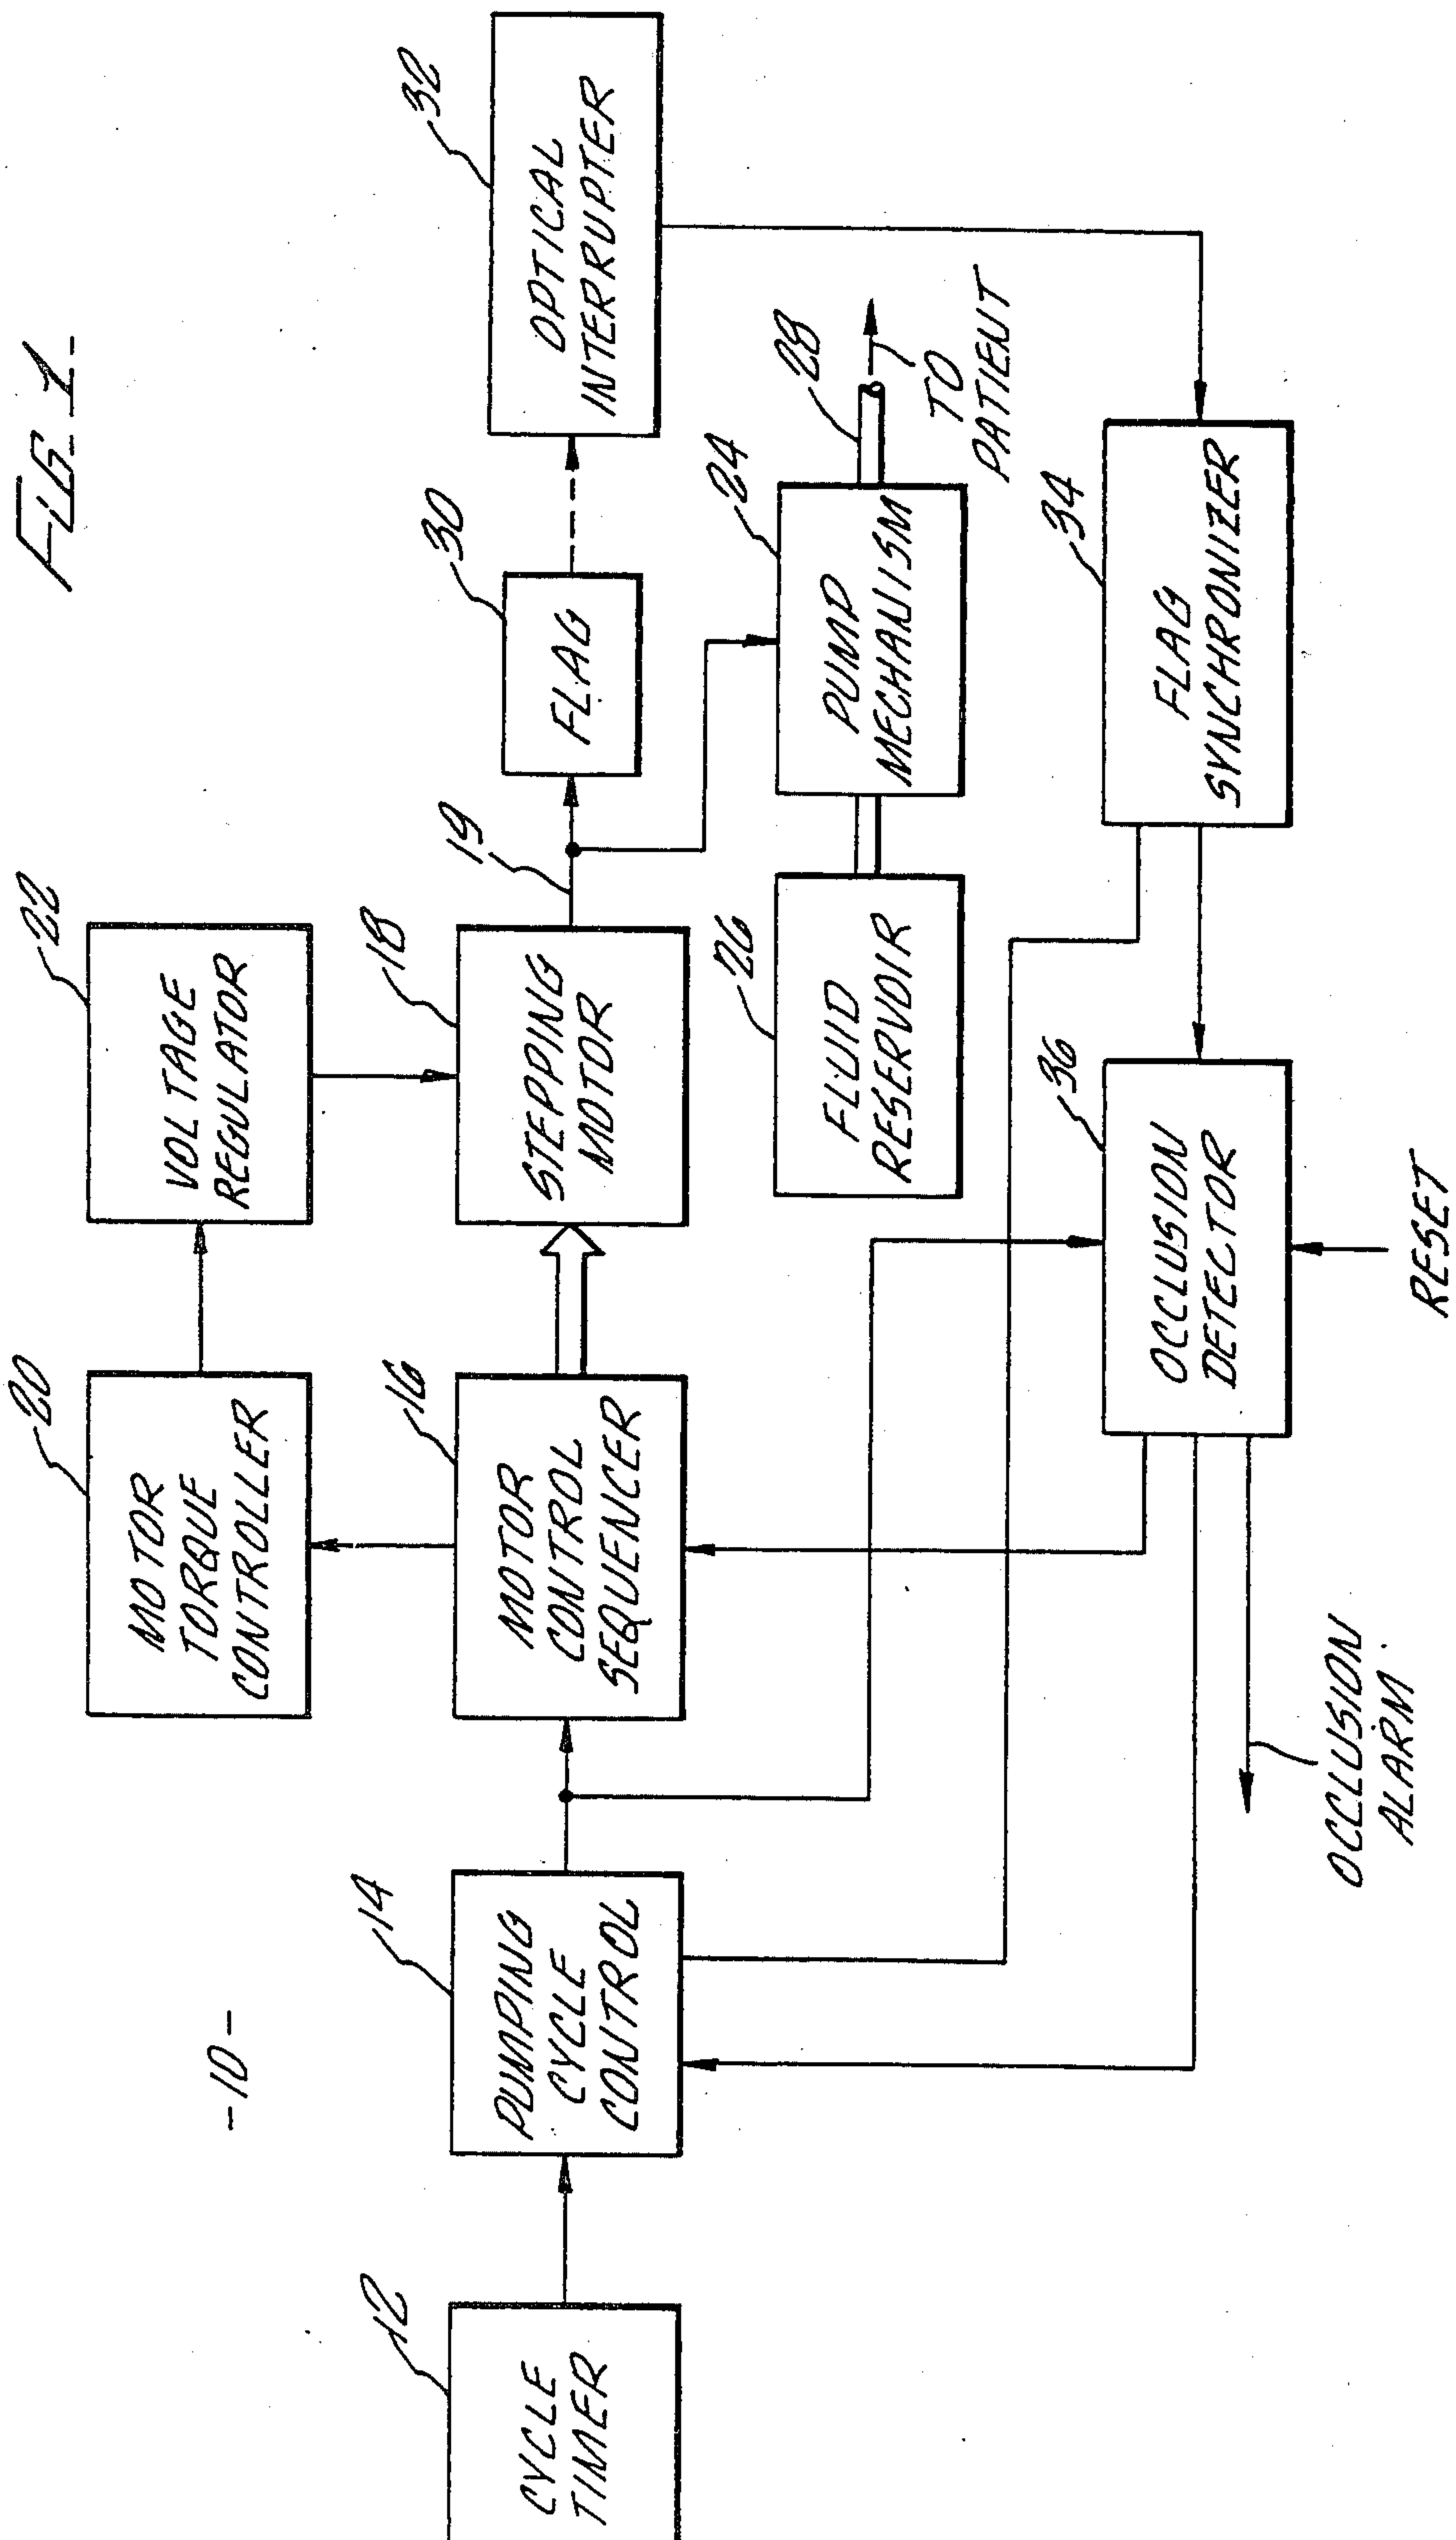 FIG. 1
-10-
20
MOTOR
TORQUE
CONTROLLER
22
VOLTAGE
REGULATOR
12
CYCLE
TIMER
14
PUMPING
CYCLE
CONTROL
16
MOTOR
CONTROL
SEQUENCER
18
STEPPING
MOTOR
19
30
FLAG
32
OPTICAL
INTERRUPTER
26
FLUID
RESERVOIR
24
PUMP
MECHANISM
28
TO
PATIENT
36
OCCLUSION
DETECTOR
34
FLAG
SYNCHRONIZER
OCCLUSION
ALARM
RESET